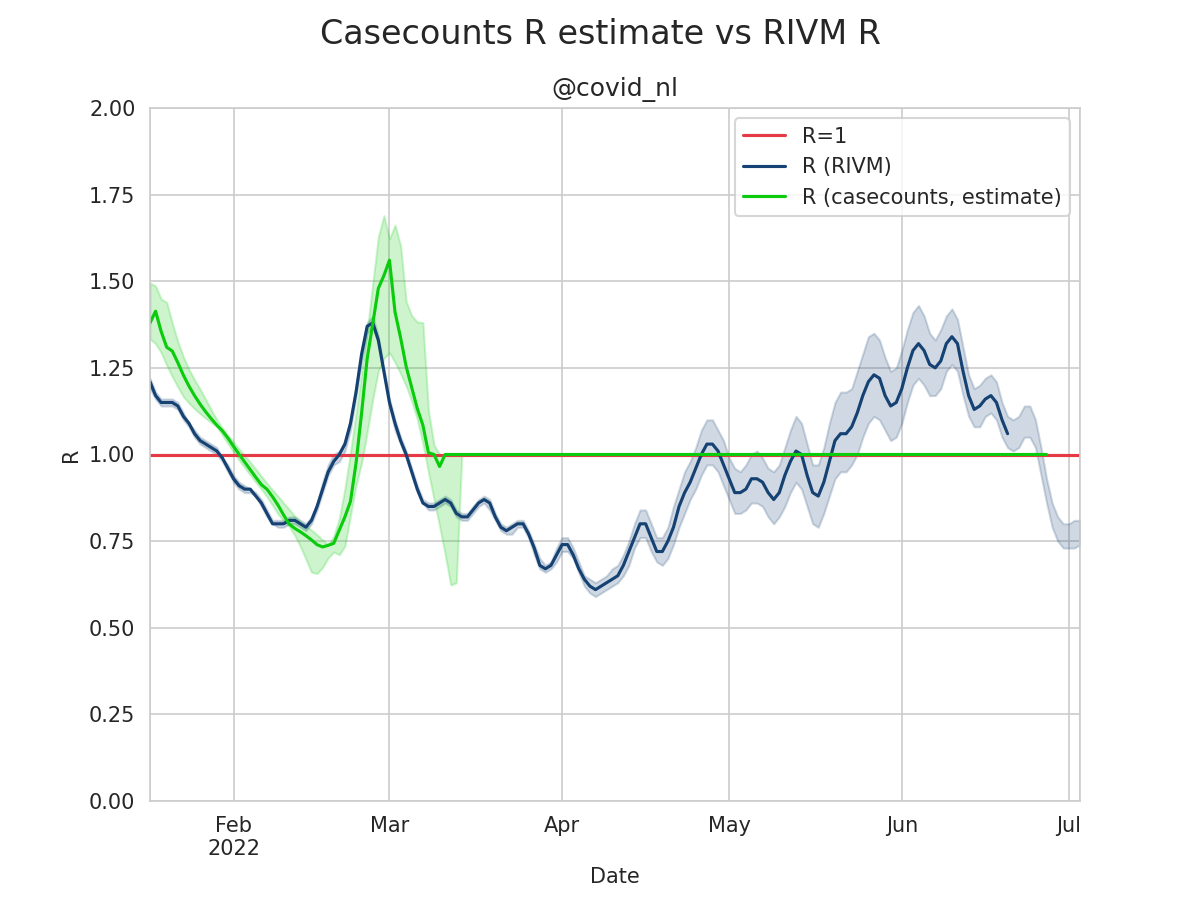 Casecounts R estimate vs RIVM R
@covid_nl
R=1
R (RIVM)
R (casecounts, estimate)
2.00
1.75
1.50
1.25
1.00
0.75
0.50
0.25
0.00
R
Feb Mar Apr May Jun Jul
2022
Date